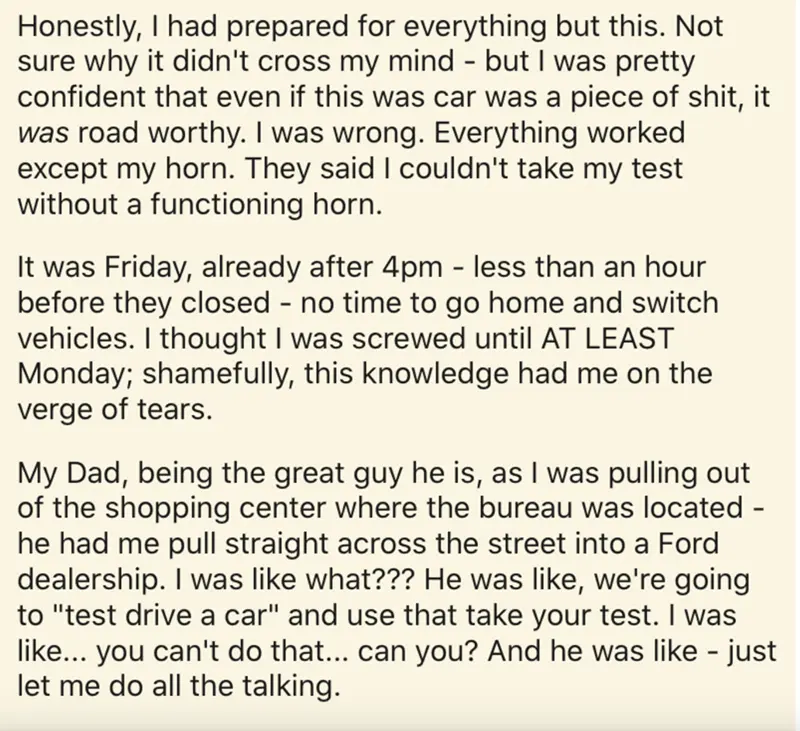 Honestly, I had prepared for everything but this. Not
sure why it didn't cross my mind - but I was pretty
confident that even if this was car was a piece of shit, it
was road worthy. I was wrong. Everything worked
except my horn. They said I couldn't take my test
without a functioning horn.
It was Friday, already after 4pm - less than an hour
before they closed - no time to go home and switch
vehicles. I thought I was screwed until AT LEAST
Monday; shamefully, this knowledge had me on the
verge of tears.
My Dad, being the great guy he is, as I was pulling out
of the shopping center where the bureau was located -
he had me pull straight across the street into a Ford
dealership. I was like what??? He was like, we're going
to "test drive a car" and use that take your test. I was
like... you can't do that... can you? And he was like - just
let me do all the talking.